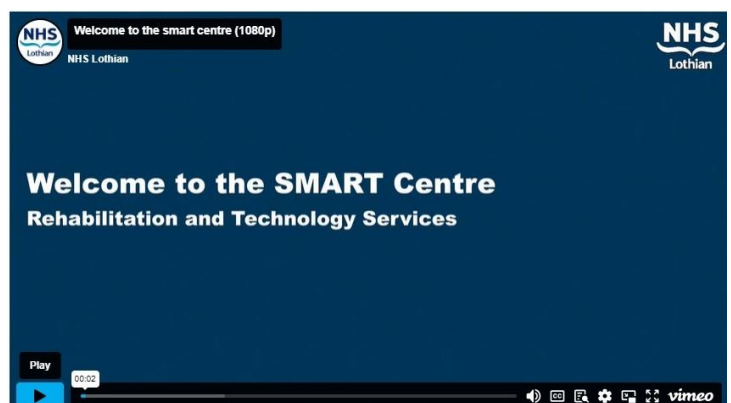 NHS
Lothian
Welcome to the smart centre (1080p)
NHS Lothian
NHS
Lothian
Welcome to the SMART Centre
Rehabilitation and Technology Services
Play
00:02
CC
vimeo